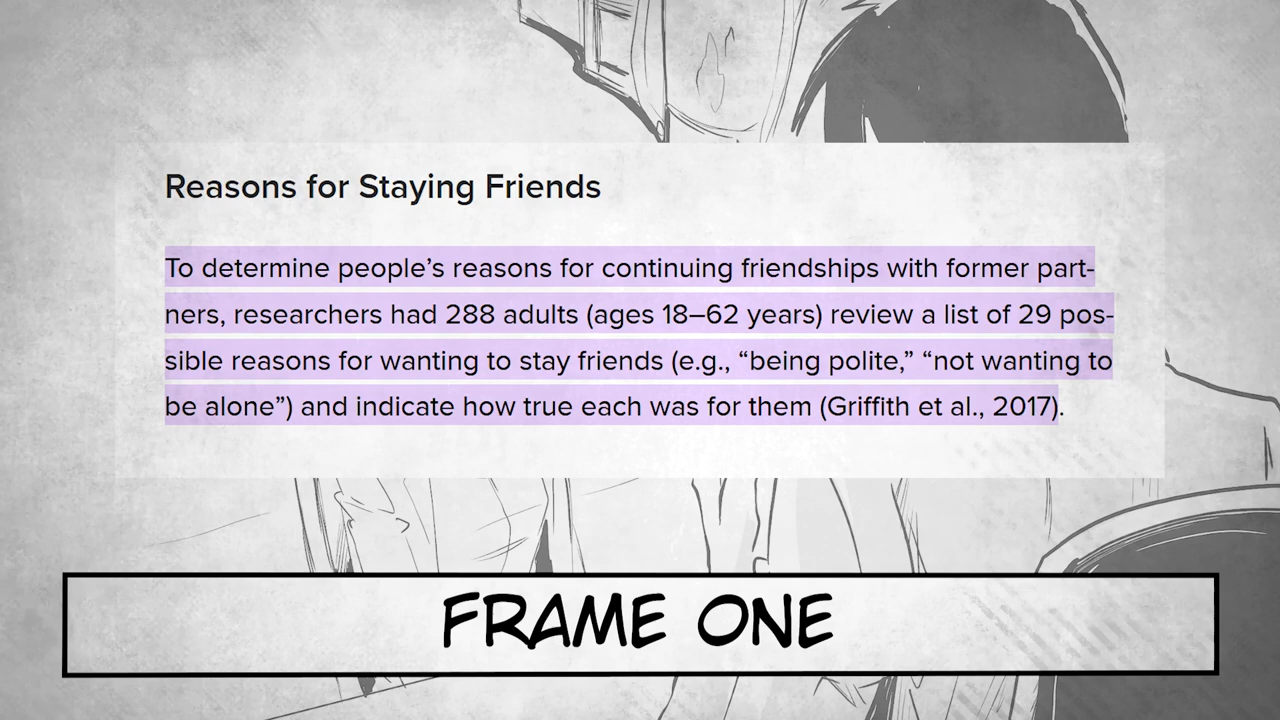 Reasons for Staying Friends
To determine people’s reasons for continuing friendships with former part-
ners, researchers had 288 adults (ages 18–62 years) review a list of 29 pos-
sible reasons for wanting to stay friends (e.g., “being polite,” “not wanting to
be alone”) and indicate how true each was for them (Griffith et al., 2017).
FRAME ONE